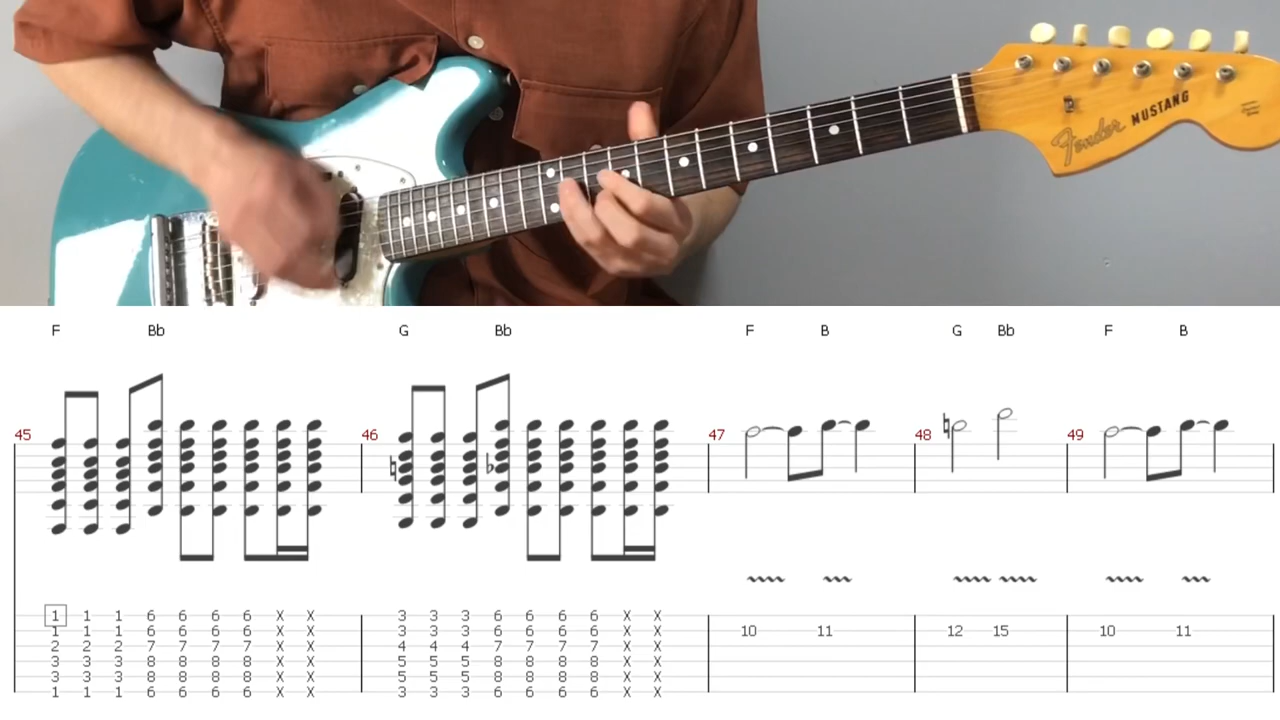 Fender MUSTANG
F Bb G Bb F B G Bb F B
45 46 47 48 49
1 1 1 6 6 6 6 X X 3 3 3 6 6 6 6 X X
1 1 1 6 6 6 6 X X 3 3 3 6 6 6 6 X X 10 11 12 15 10 11
2 2 2 7 7 7 7 X X 4 4 4 7 7 7 7 X X
3 3 3 8 8 8 8 X X 5 5 5 8 8 8 8 X X
3 3 3 8 8 8 8 X X 5 5 5 8 8 8 8 X X
1 1 1 6 6 6 6 X X 3 3 3 6 6 6 6 X X